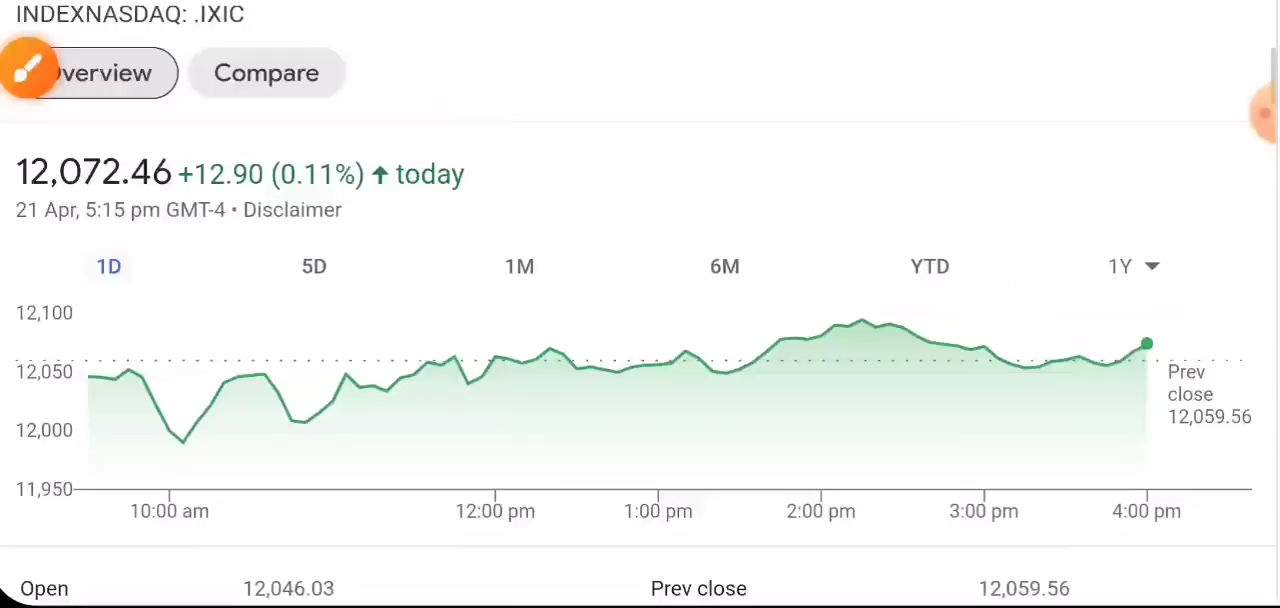 INDEXNASDAQ: .IXIC
verview Compare
12,072.46 +12.90 (0.11%) ↑ today
21 Apr, 5:15 pm GMT-4 • Disclaimer
1D 5D 1M 6M YTD 1Y
12,100
12,050
12,000
11,950
Prev
close
12,059.56
10:00 am 12:00 pm 1:00 pm 2:00 pm 3:00 pm 4:00 pm
Open 12,046.03 Prev close 12,059.56